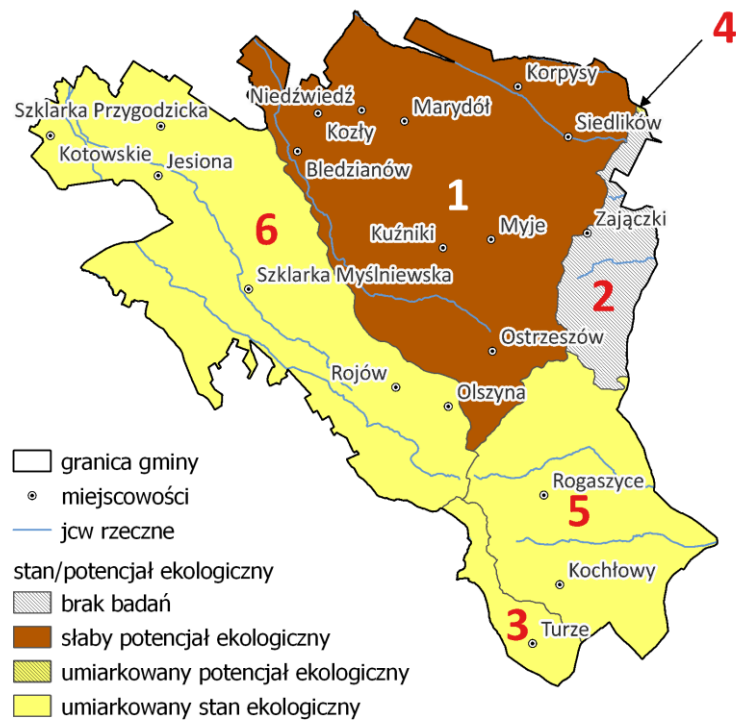 4
Korpysy
Niedźwiedź
Marydół
Szklarka Przygodzicka
Kozły
Siedlików
Kotowskie
Jesiona
Bledzianów
1
Zajączki
6
Kuźniki
Myje
Szklarka Myślniewska
2
Ostrzeszów
Rojów
Olszyna
Rogaszyce
5
Kochłowy
3
Turze
granica gminy
miejscowości
jcw rzeczne
stan/potencjał ekologiczny
brak badań
słaby potencjał ekologiczny
umiarkowany potencjał ekologiczny
umiarkowany stan ekologiczny